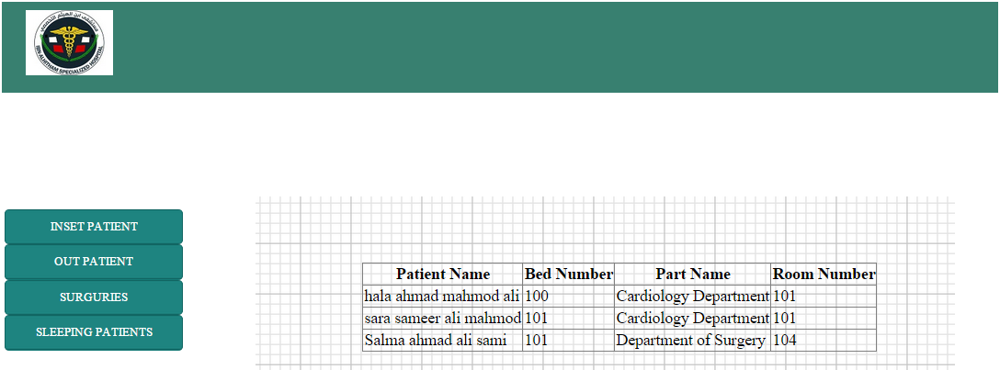 مستشفى ابن الهيثم التخصصي
IBN ALHITHAM SPECIALIZED HOSPITAL
INSET PATIENT
OUT PATIENT
SURGURIES
SLEEPING PATIENTS
Patient Name Bed Number Part Name Room Number
hala ahmad mahmod ali 100 Cardiology Department 101
sara sameer ali mahmod 101 Cardiology Department 101
Salma ahmad ali sami 101 Department of Surgery 104